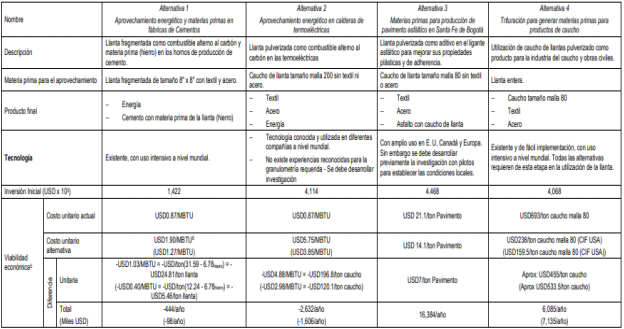 Nombre
Alternativa 1
Aprovechamiento energético y materias primas en
fábricas de Cementos
Alternativa 2
Aprovechamiento energético en calderas de
termoeléctricas
Alternativa 3
Materias primas para producción de
pavimento asfáltico en Santa Fe de Bogotá
Alternativa 4
Trituración para generar materias primas para
productos de caucho
Descripción
Llanta fragmentada como combustible alterno al carbón y
materia prima (hierro) en los hornos de producción de
cemento.
Llanta pulverizada como combustible alterno al
carbón en las termoeléctricas
Llanta pulverizada como aditivo en el ligante
asfáltico para mejorar sus propiedades
plásticas y de adherencia.
Utilización de caucho de llantas pulverizado como
producto para la industria del caucho y obras civiles.
Materia prima para el aprovechamiento
Llanta fragmentada de tamaño 8" x 8" con textil y acero.
Caucho de llanta tamaño malla 200 sin textil ni
acero.
Caucho de llanta tamaño malla 80 sin textil
o acero
Llanta entera.
Producto final
– Energía
– Cemento con materia prima de la llanta (hierro)
– Textil
– Acero
– Energía
– Textil
– Acero
– Asfalto con caucho de llanta
– Caucho tamaño malla 80
– Textil
– Acero
Tecnología
Existente, con uso intensivo a nivel mundial.
– Tecnología conocida y utilizada en diferentes
compañías a nivel mundial.
– No existe experiencias reconocidas para la
granulometría requerida - Se debe desarrollar
investigación
Con amplio uso en E. U, Canadá y Europa.
Sin embargo se debe desarrollar
previamente la investigación con pilotos
para establecer las condiciones locales.
Existente y de fácil implementación, con uso
intensivo a nivel mundial. Todas las alternativas
requieren de esta etapa en la utilización de la llanta.
Inversión Inicial (USD x 10³)
1,422
4,114
4.468
4,068
Viabilidad
económica
Costo unitario actual
USD0.87/MBTU
USD0.87/MBTU
USD 21.1/ton Pavimento
USD693/ton caucho malla 80
Costo unitario
alternativa
USD1.90/MBTU
(USD1.27/MBTU)
USD5.75/MBTU
(USD3.85/MBTU)
USD 14.1/ton Pavimento
USD238/ton caucho malla 80 (CIF USA)
(USD159.5/ton caucho malla 80 (CIF USA))
Diferencia
Unitaria
-USD1.03/MBTU = -USD/ton(31.59 - 6.78hierro) = -
USD24.81/ton llanta
(-USD0.40/MBTU = -USD/ton(12.24 - 6.78hierro) = -
USD5.46/ton llanta)
-USD4.88/MBTU = -USD196.8/ton caucho
(-USD2.98/MBTU = -USD120.1/ton caucho)
USD7/ton Pavimento
Aprox. USD455/ton caucho
(Aprox USD533.5/ton caucho)
Total
(Miles USD)
-444/año
(-98/año)
-2,632/año
(-1,606/año)
16,384/año
6,085/año
(7,135/año)